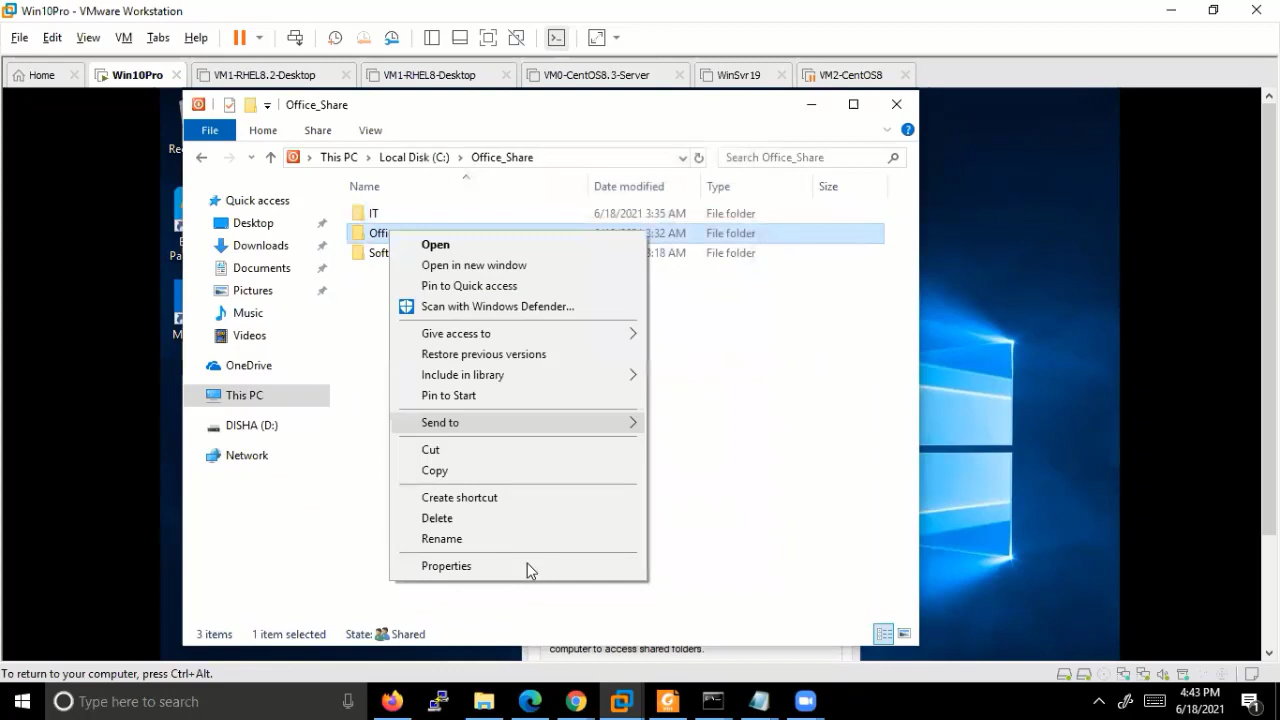 Win10Pro - VMware Workstation
File Edit View VM Tabs Help
Home Win10Pro VM1-RHEL8.2-Desktop VM1-RHEL8-Desktop VM0-CentOS8.3-Server WinSvr19 VM2-CentOS8
Office_Share
File Home Share View
This PC Local Disk (C:) Office_Share Search Office_Share
Name Date modified Type Size
Quick access
Desktop
Downloads
Documents
Pictures
Music
Videos
OneDrive
This PC
DISHA (D:)
Network
IT 6/18/2021 3:35 AM File folder
Offi File folder
Soft 3:18 AM File folder
Open
Open in new window
Pin to Quick access
Scan with Windows Defender...
Give access to
Restore previous versions
Include in library
Pin to Start
Send to
Cut
Copy
Create shortcut
Delete
Rename
Properties
3 items 1 item selected State: Shared
computer to access shared folders.
To return to your computer, press Ctrl+Alt.
Type here to search
4:43 PM
6/18/2021
1